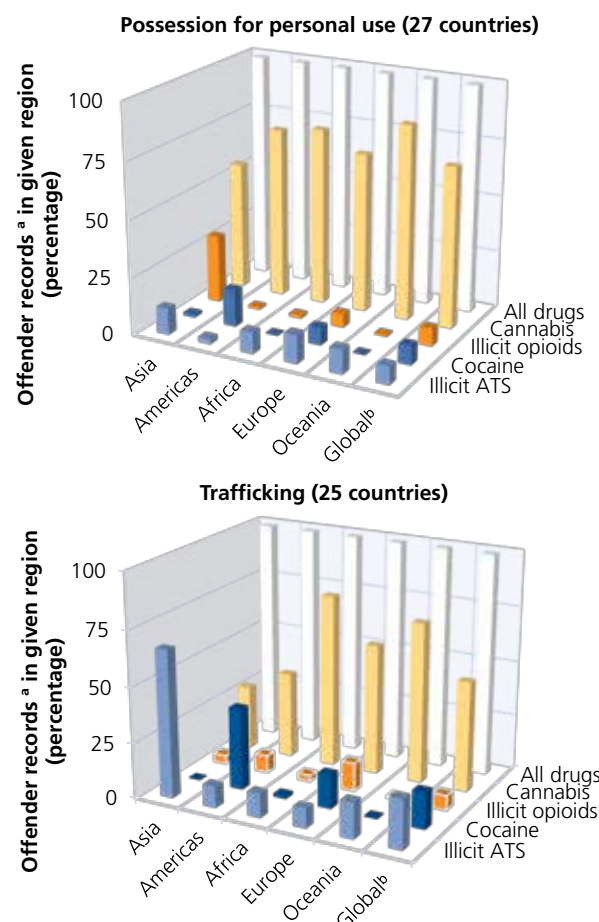 Possession for personal use (27 countries)
Offender records ª in given region
(percentage)
100
75
50
25
0
Asia
Americas
Africa
Europe
Oceania
Globalᵇ
All drugs
Cannabis
Illicit opioids
Cocaine
Illicit ATS
Trafficking (25 countries)
Offender records ª in given region
(percentage)
100
75
50
25
0
Asia
Americas
Africa
Europe
Oceania
Globalᵇ
All drugs
Cannabis
Illicit opioids
Cocaine
Illicit ATS